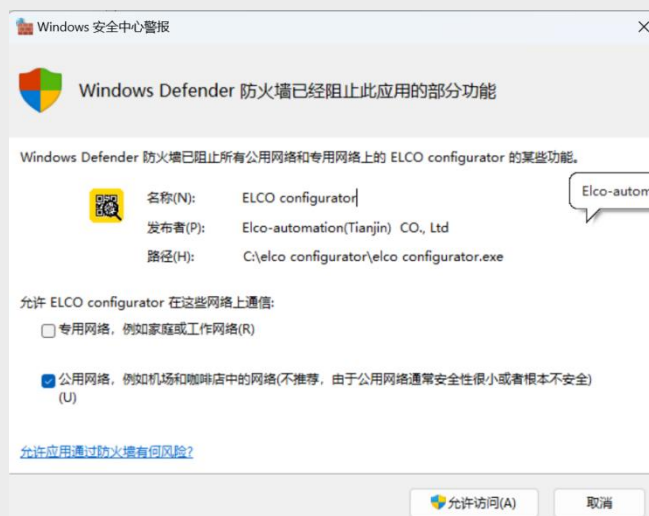 Windows 安全中心警报
Windows Defender 防火墙已经阻止此应用的部分功能
Windows Defender 防火墙已阻止所有公用网络和专用网络上的 ELCO configurator 的某些功能。
名称(N): ELCO configurator
Elco-autom
发布者(P): Elco-automation(Tianjin) CO., Ltd
路径(H): C:\elco configurator\elco configurator.exe
允许 ELCO configurator 在这些网络上通信:
专用网络，例如家庭或工作网络(R)
公用网络，例如机场和咖啡店中的网络(不推荐，由于公用网络通常安全性很小或者根本不安全)
(U)
允许应用通过防火墙有何风险?
允许访问(A) 取消